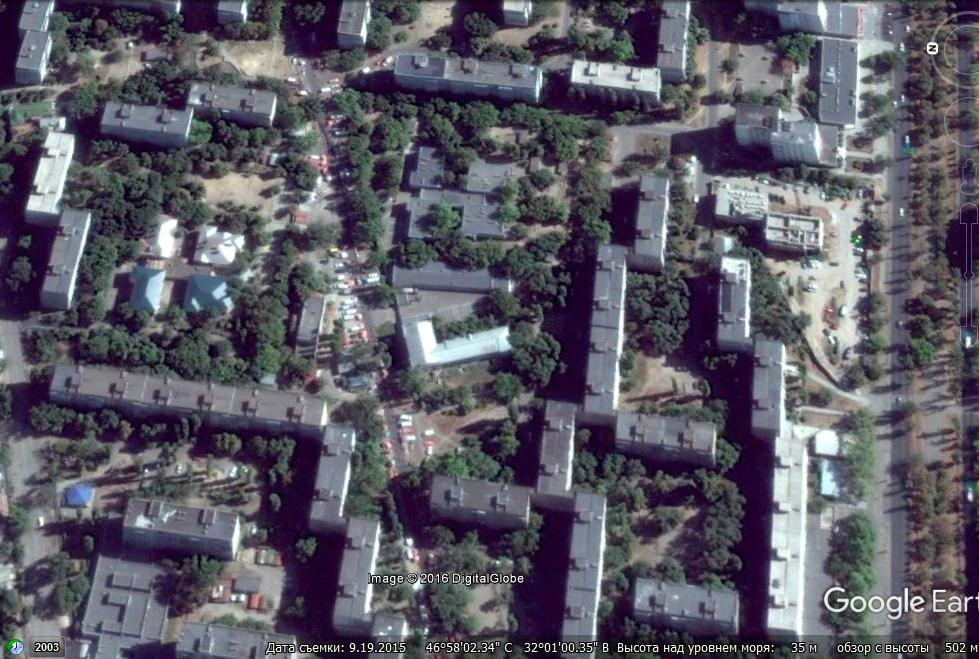 N
Image © 2016 DigitalGlobe
Google Eart
2003
Дата съемки: 9.19.2015 46°58'02.34" С 32°01'00.35" В Высота над уровнем моря: 35 м обзор с высоты 502